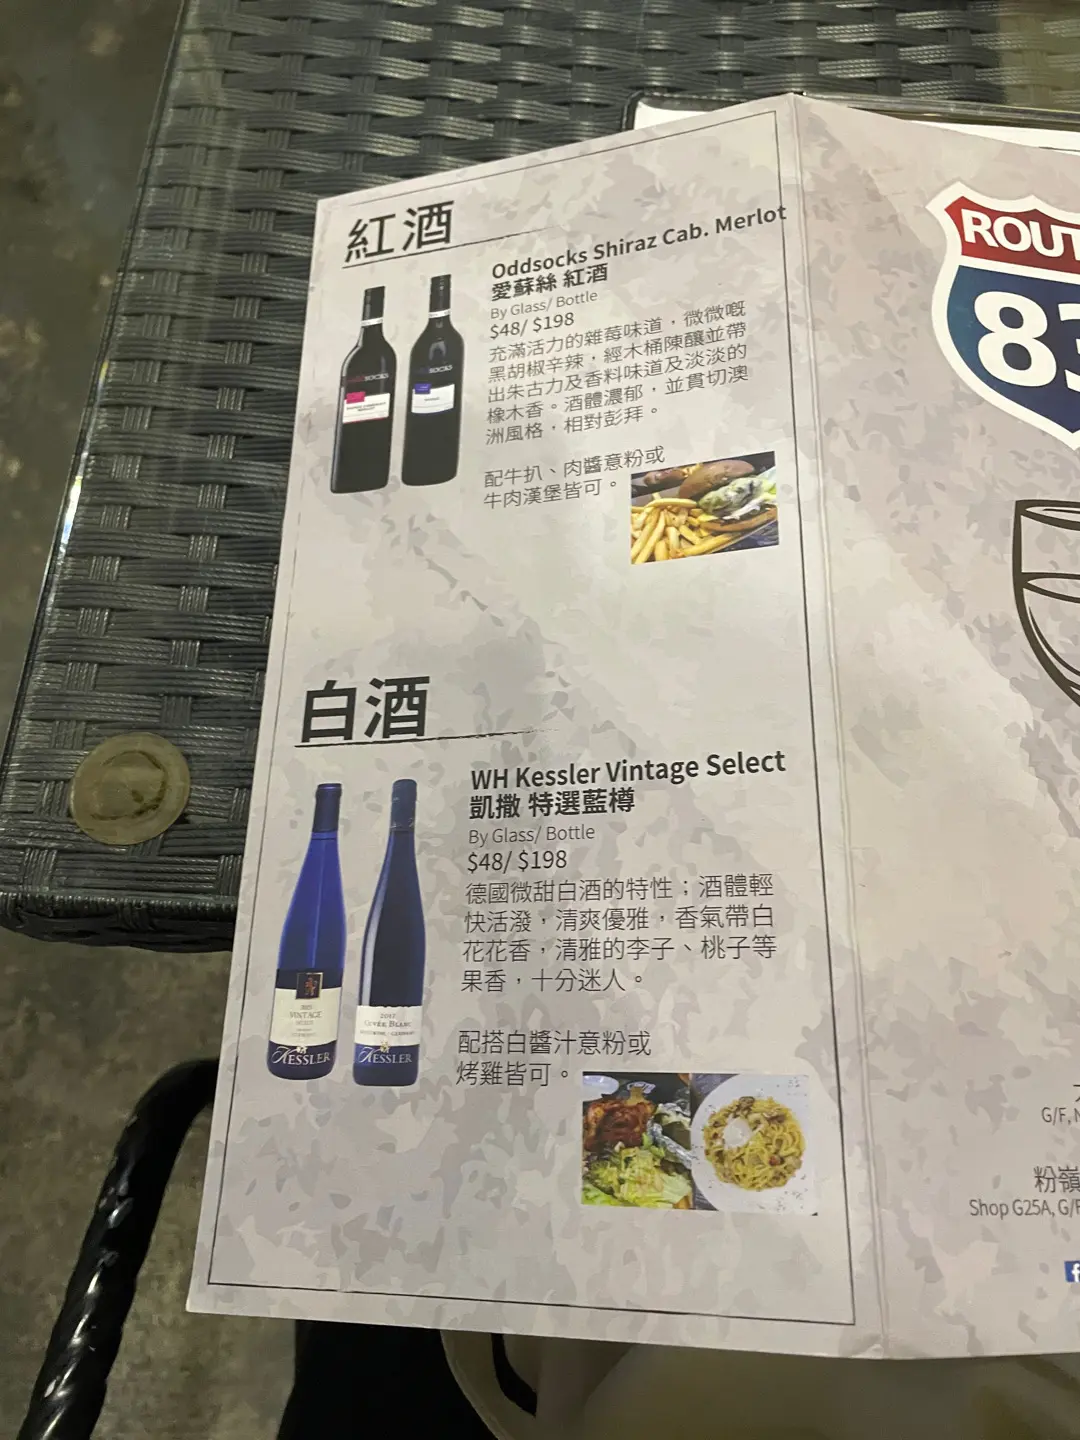 紅酒
Oddsocks Shiraz Cab. Merlot
愛蘇絲 紅酒
By Glass/ Bottle
$48/ $198
充滿活力的雜莓味道，微微嘅
黑胡椒辛辣，經木桶陳釀並帶
出朱古力及香料味道及淡淡的
橡木香。酒體濃郁，並貫切澳
洲風格，相對彭拜。
配牛扒、肉醬意粉或
牛肉漢堡皆可。
白酒
WH Kessler Vintage Select
凱撒 特選藍樽
By Glass/ Bottle
$48/ $198
德國微甜白酒的特性；酒體輕
快活潑，清爽優雅，香氣帶白
花花香，清雅的李子、桃子等
果香，十分迷人。
配搭白醬汁意粉或
烤雞皆可。
VINTAGE
KESSLER
2017
CUVÉE BLANC
KESSLER
ROUT
83
G/F,
粉嶺
Shop G25A, G/F
f